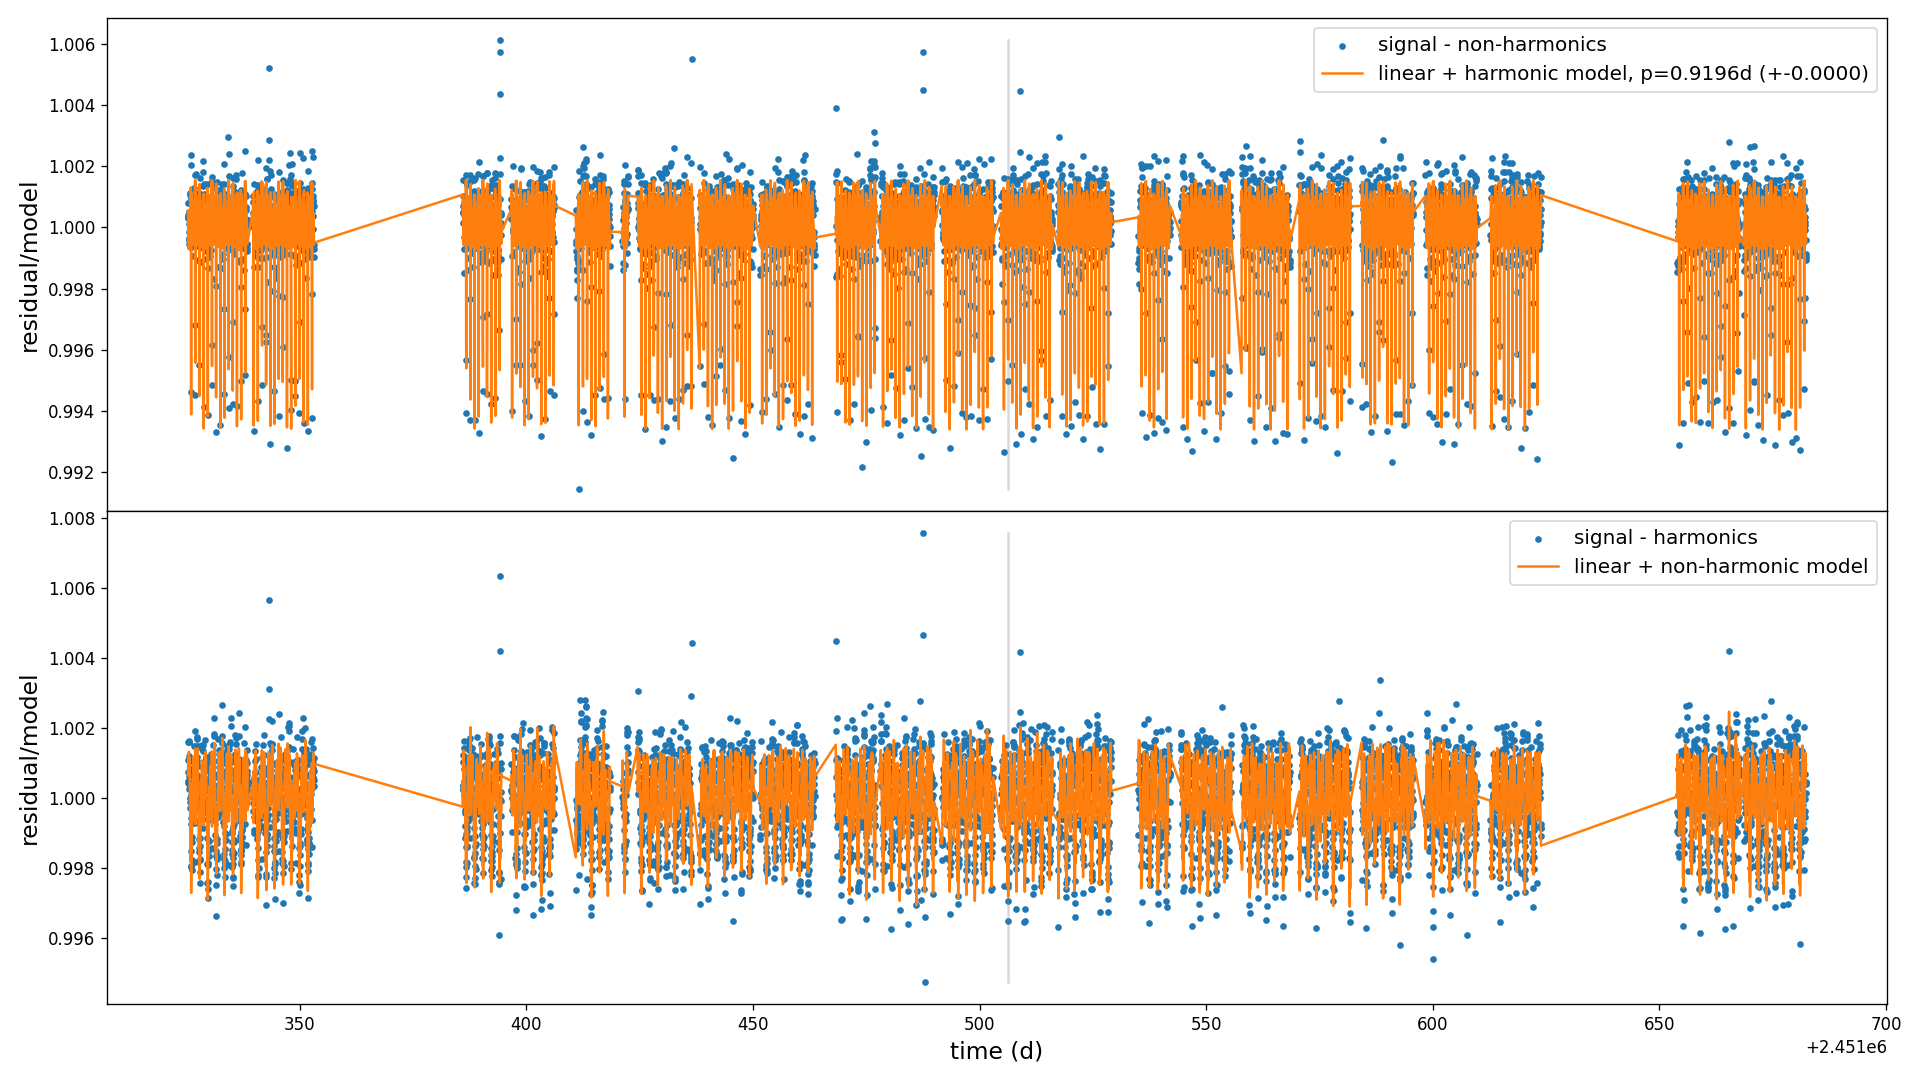 signal - non-harmonics
linear + harmonic model, p=0.9196d (+-0.0000)
1.006
1.004
1.002
1.000
0.998
0.996
0.994
0.992
residual/model
signal - harmonics
linear + non-harmonic model
1.008
1.006
1.004
1.002
1.000
0.998
0.996
residual/model
350
400
450
500
550
600
650
700
time (d)
+2.451e6